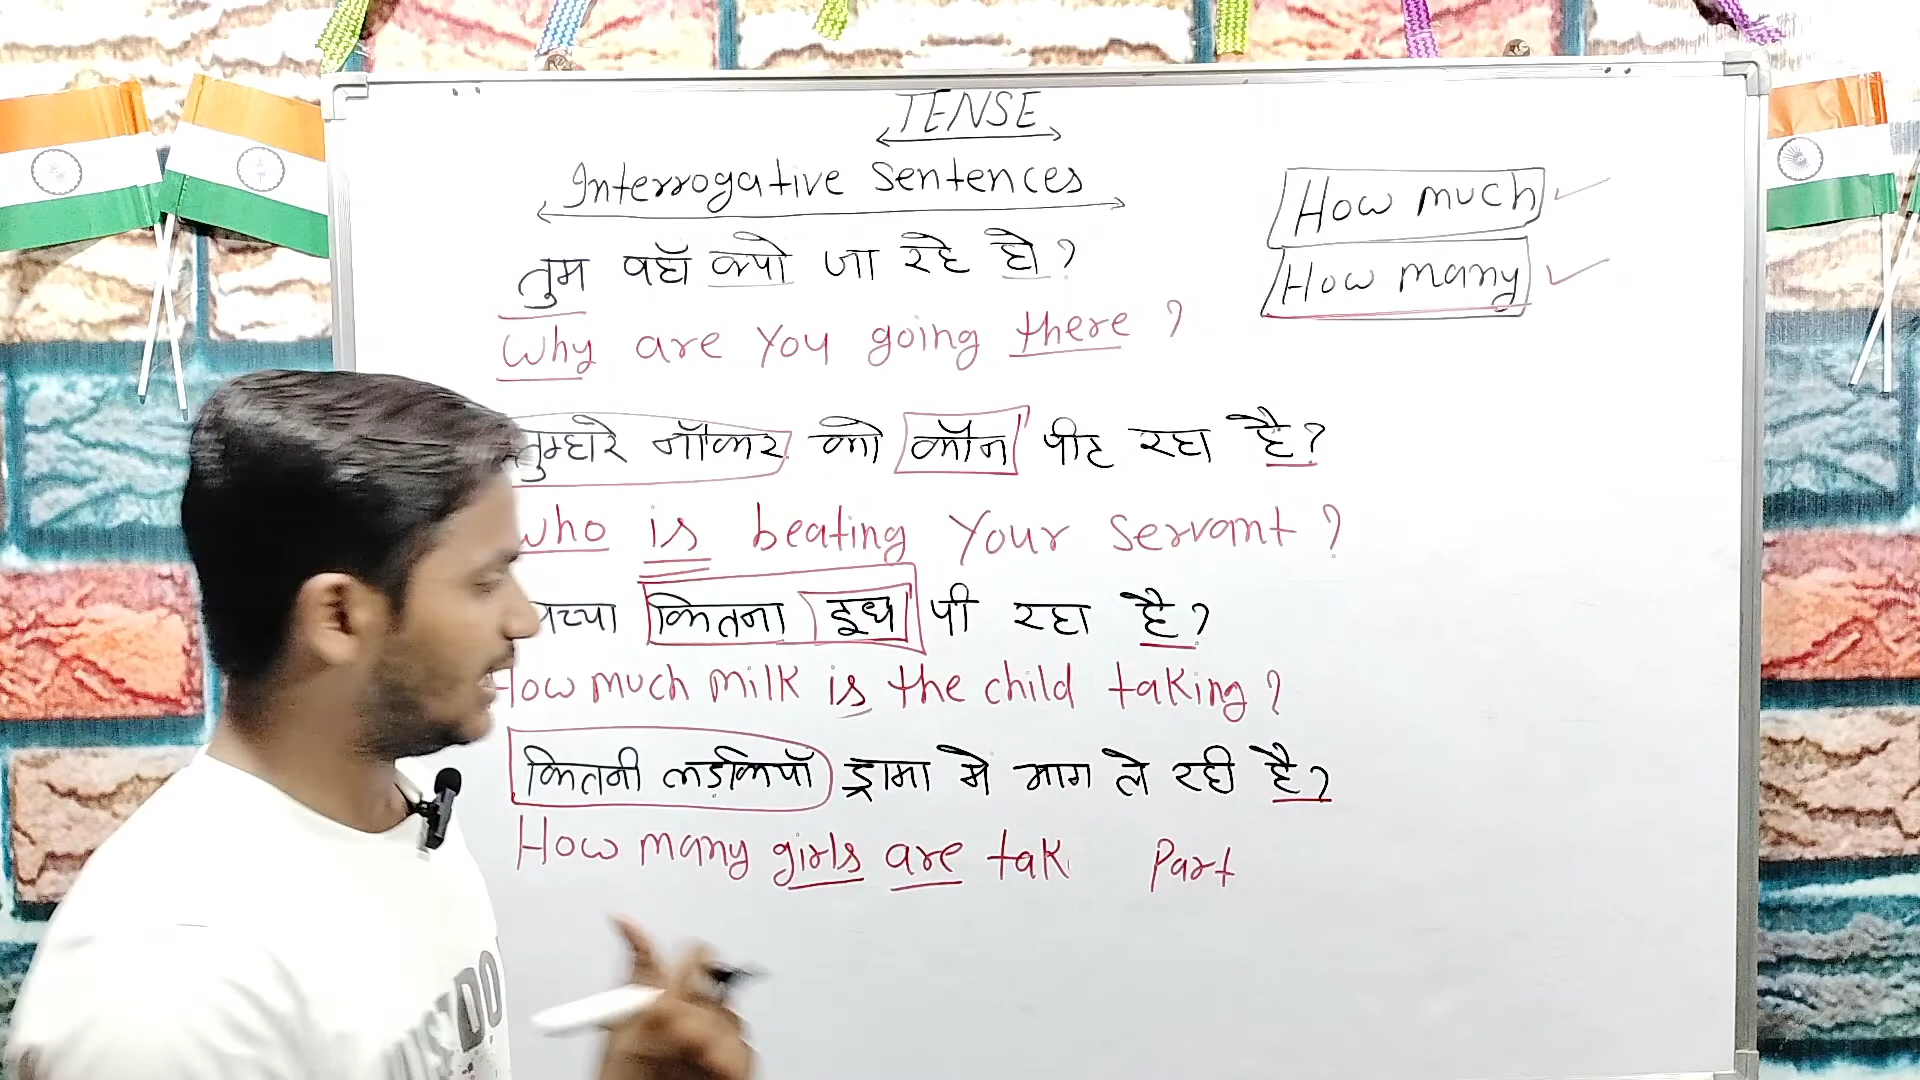 TENSE
Interrogative Sentences
How much
How many
तुम वहाँ क्यो जा रहे हो ?
Why are you going there ?
तुम्हारे नौकर को कौन पीट रहा है ?
who is beating your servant ?
बच्चा कितना दूध पी रहा है ?
How much milk is the child taking ?
कितनी लड़कियाँ ड्रामा मे भाग ले रही है ?
How many girls are tak Part